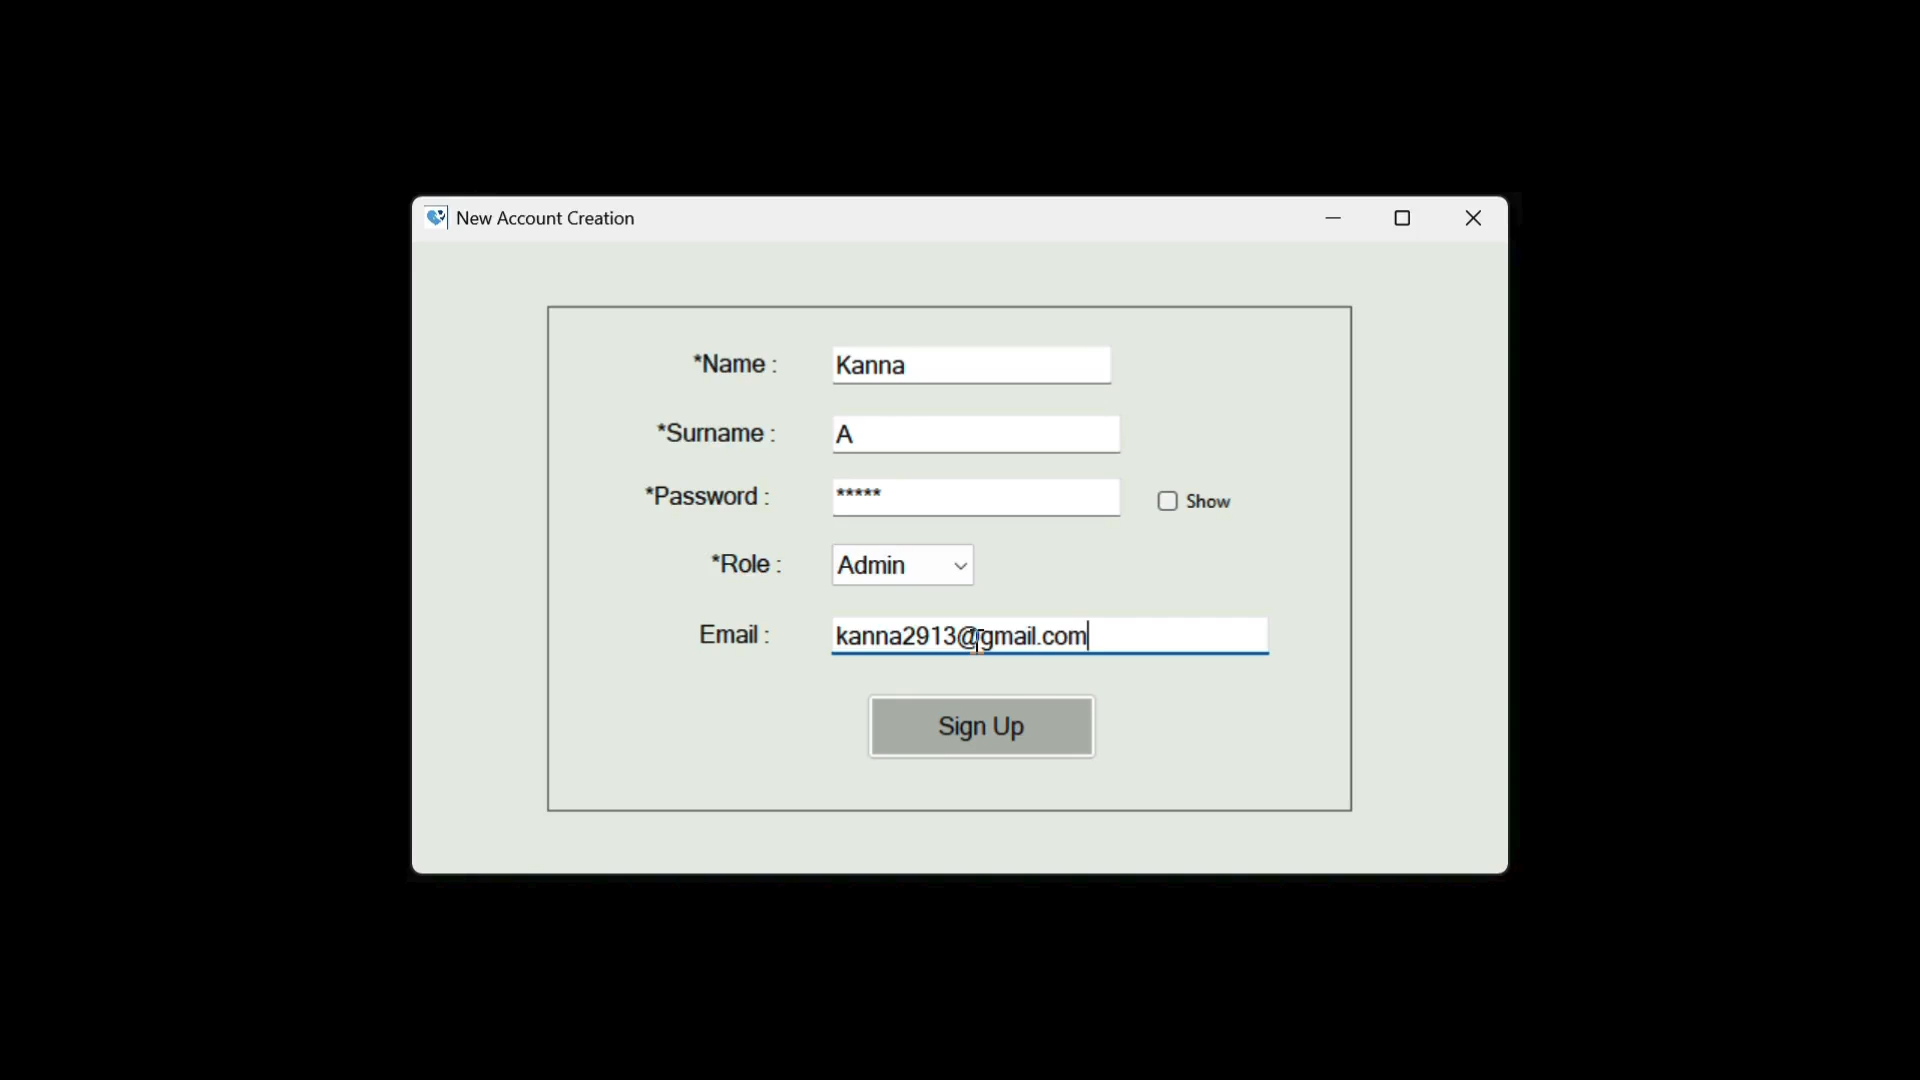 New Account Creation
*Name : Kanna
*Surname : A
*Password : *****
Show
*Role : Admin
Email : kanna2913@gmail.com
Sign Up